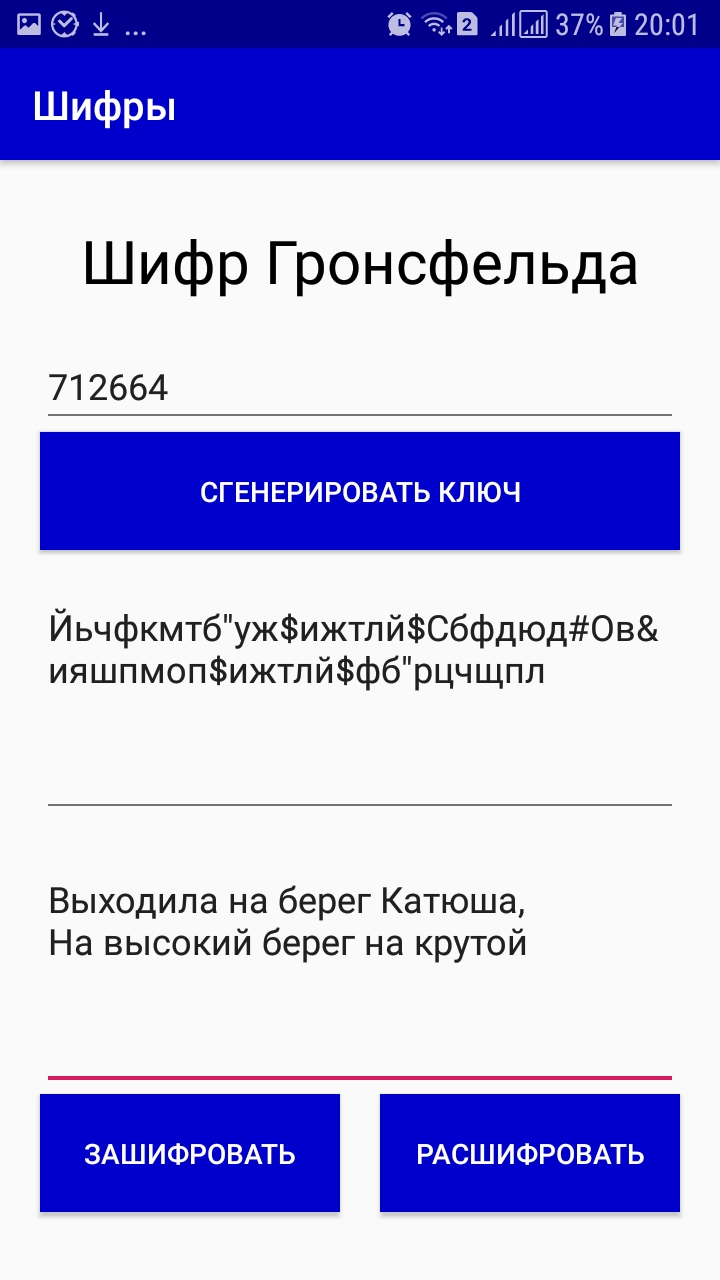 ... 2 37% 20:01
Шифры
Шифр Гронсфельда
712664
СГЕНЕРИРОВАТЬ КЛЮЧ
Йьчфкмтб"уж$ижтлй$Сбфдюд#Ов&
ияшпмоп$ижтлй$фб"рцчщпл
Выходила на берег Катюша,
На высокий берег на крутой
ЗАШИФРОВАТЬ РАСШИФРОВАТЬ